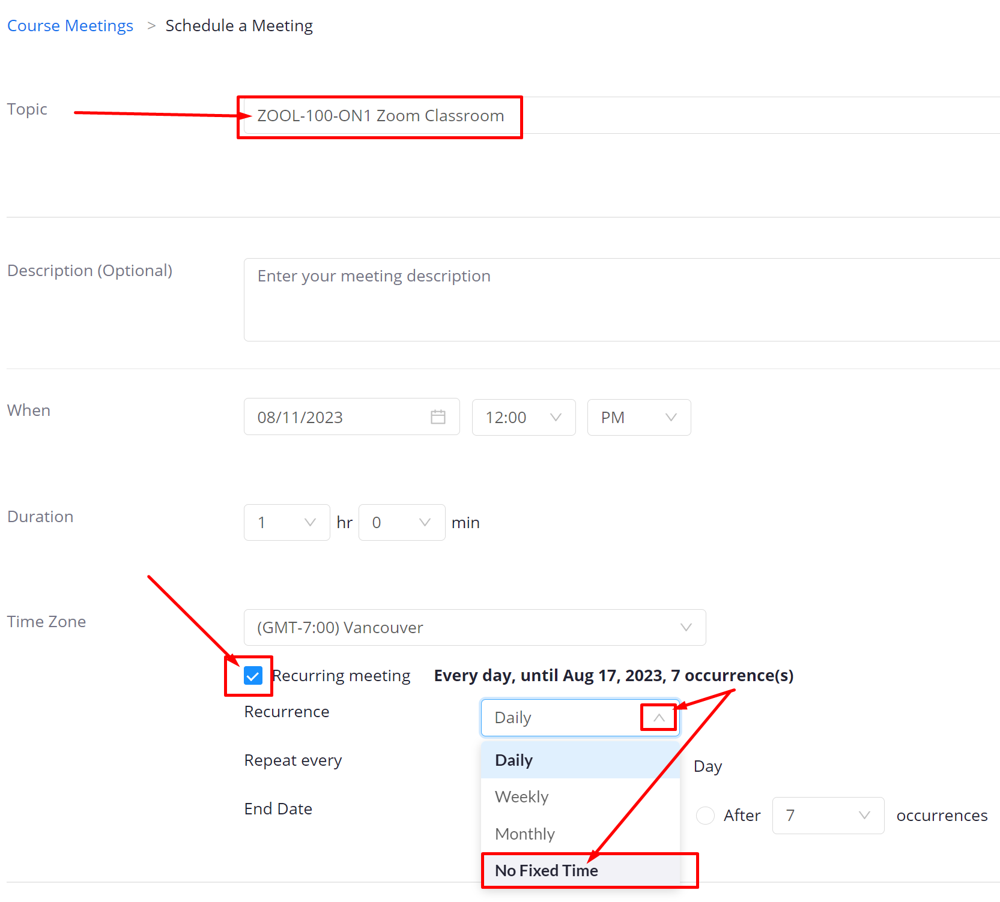 Course Meetings > Schedule a Meeting
Topic
ZOOL-100-ON1 Zoom Classroom
Description (Optional)
Enter your meeting description
When
08/11/2023 12:00 PM
Duration
1 hr 0 min
Time Zone
(GMT-7:00) Vancouver
Recurring meeting Every day, until Aug 17, 2023, 7 occurrence(s)
Recurrence
Daily
Repeat every
Daily
Day
Weekly
End Date
After 7 occurrences
Monthly
No Fixed Time